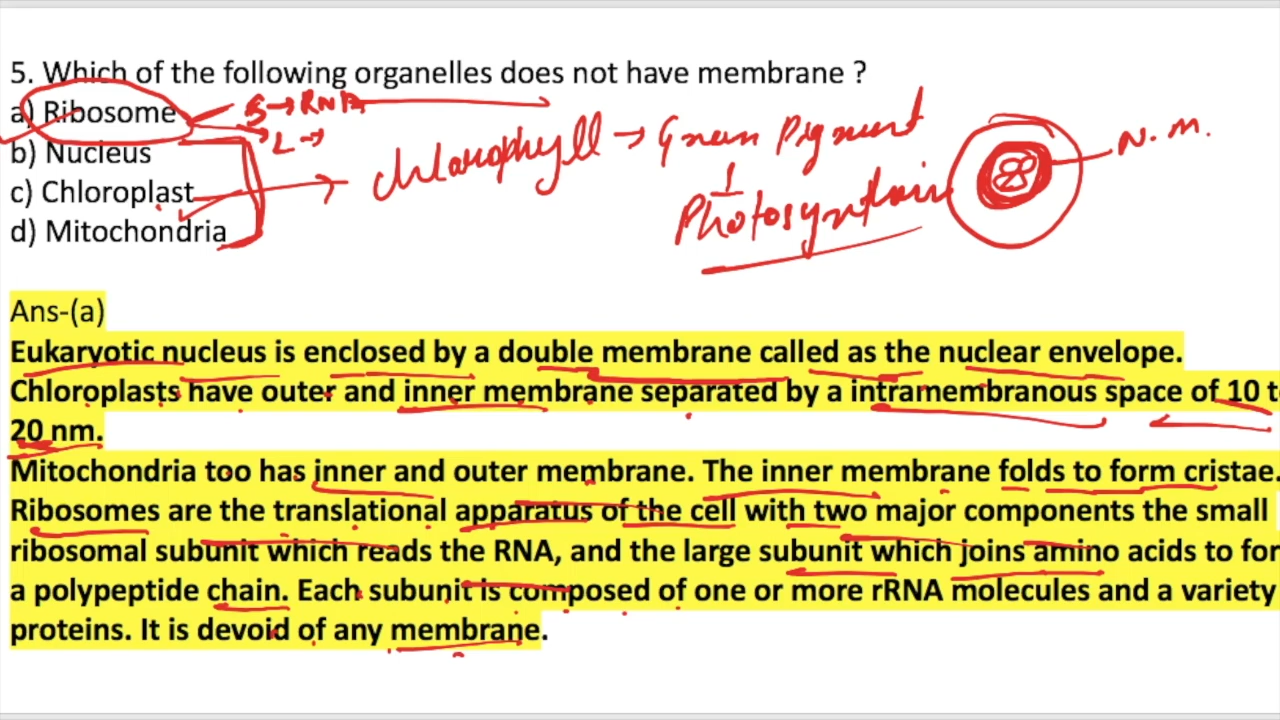 5. Which of the following organelles does not have membrane ?
a) Ribosome
S → RNA
L →
b) Nucleus
c) Chloroplast
d) Mitochondria
Chlorophyll → Green Pigment
N.M.
Ans-(a)
Eukaryotic nucleus is enclosed by a double membrane called as the nuclear envelope.
Chloroplasts have outer and inner membrane separated by a intramembranous space of 10 t
20 nm.
Mitochondria too has inner and outer membrane. The inner membrane folds to form cristae.
Ribosomes are the translational apparatus of the cell with two major components the small
ribosomal subunit which reads the RNA, and the large subunit which joins amino acids to for
a polypeptide chain. Each subunit is composed of one or more rRNA molecules and a variety
proteins. It is devoid of any membrane.